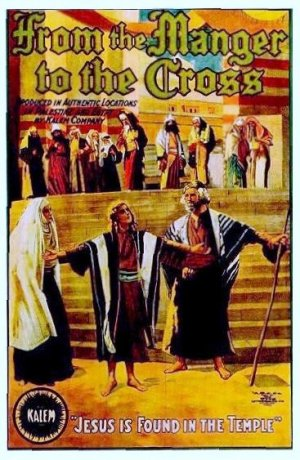 From the Manger
to the Cross
PRODUCED IN AUTHENTIC LOCATIONS
BY KALEM COMPANY
KALEM
"JESUS IS FOUND IN THE TEMPLE"